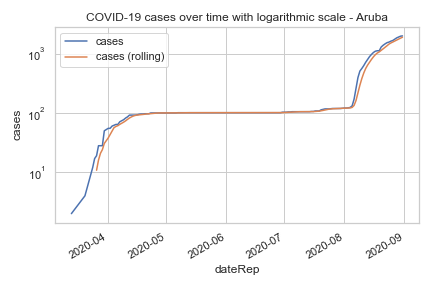 COVID-19 cases over time with logarithmic scale - Aruba
cases
cases (rolling)
10³
10²
10¹
cases
2020-04
2020-05
2020-06
2020-07
2020-08
2020-09
dateRep